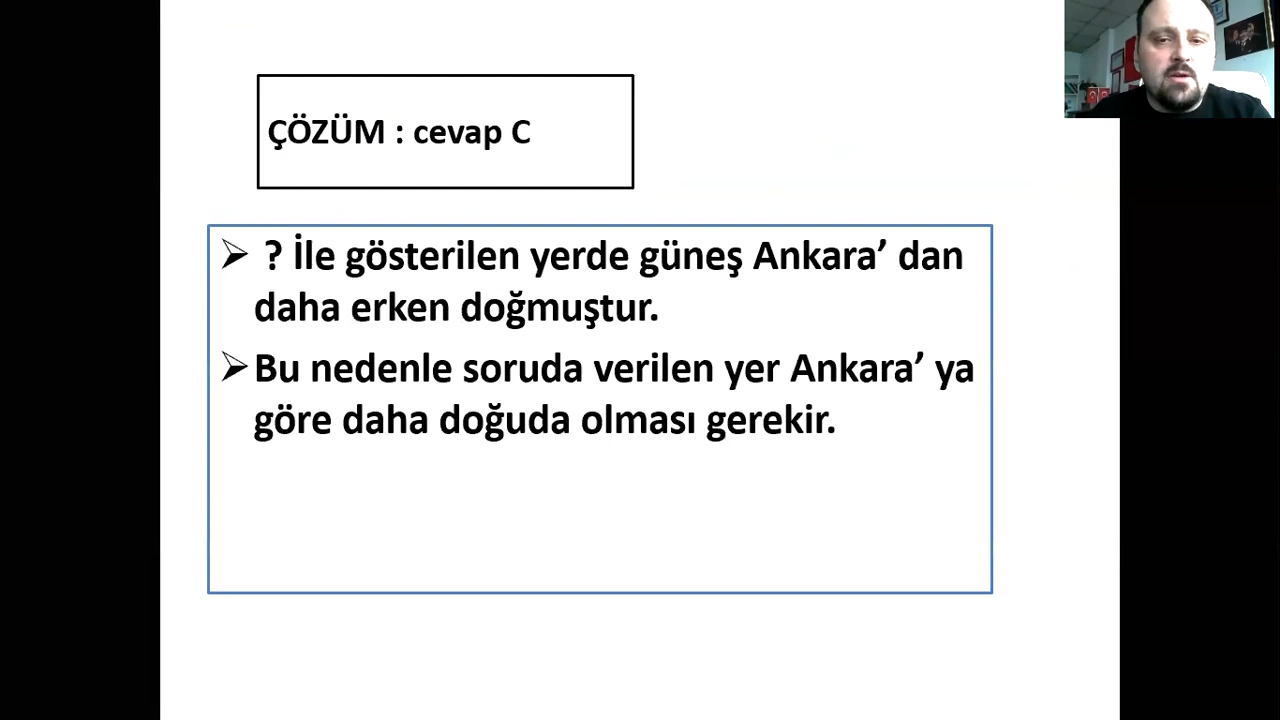 ÇÖZÜM : cevap C
? İle gösterilen yerde güneş Ankara’ dan
daha erken doğmuştur.
Bu nedenle soruda verilen yer Ankara’ ya
göre daha doğuda olması gerekir.